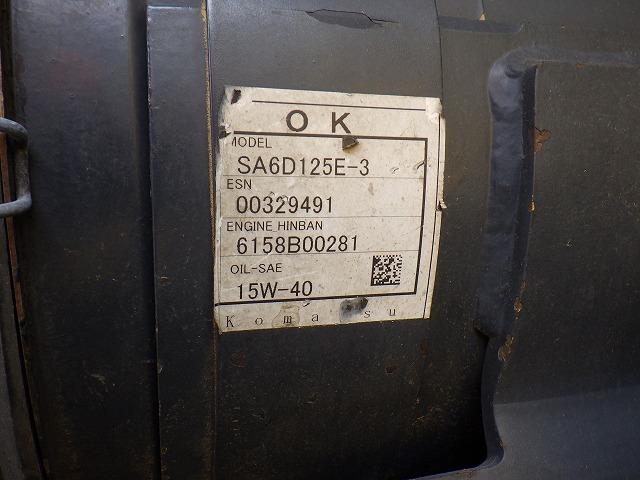 OK
MODEL
SA6D125E-3
ESN
00329491
ENGINE HINBAN
6158B00281
OIL-SAE
15W-40
Komatsu